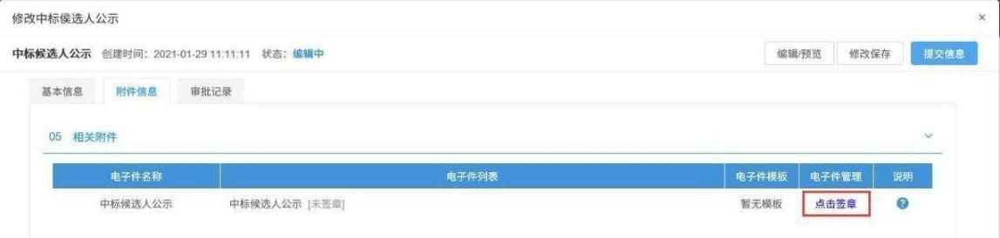 修改中标侯选人公示 ×
中标候选人公示 创建时间：2021-01-29 11:11:11 状态：编辑中 编辑/预览 修改保存 提交信息
基本信息 附件信息 审批记录
05 相关附件
电子件名称 电子件列表 电子件模板 电子件管理 说明
中标候选人公示 中标候选人公示 [未签章] 暂无模板 点击签章 ?